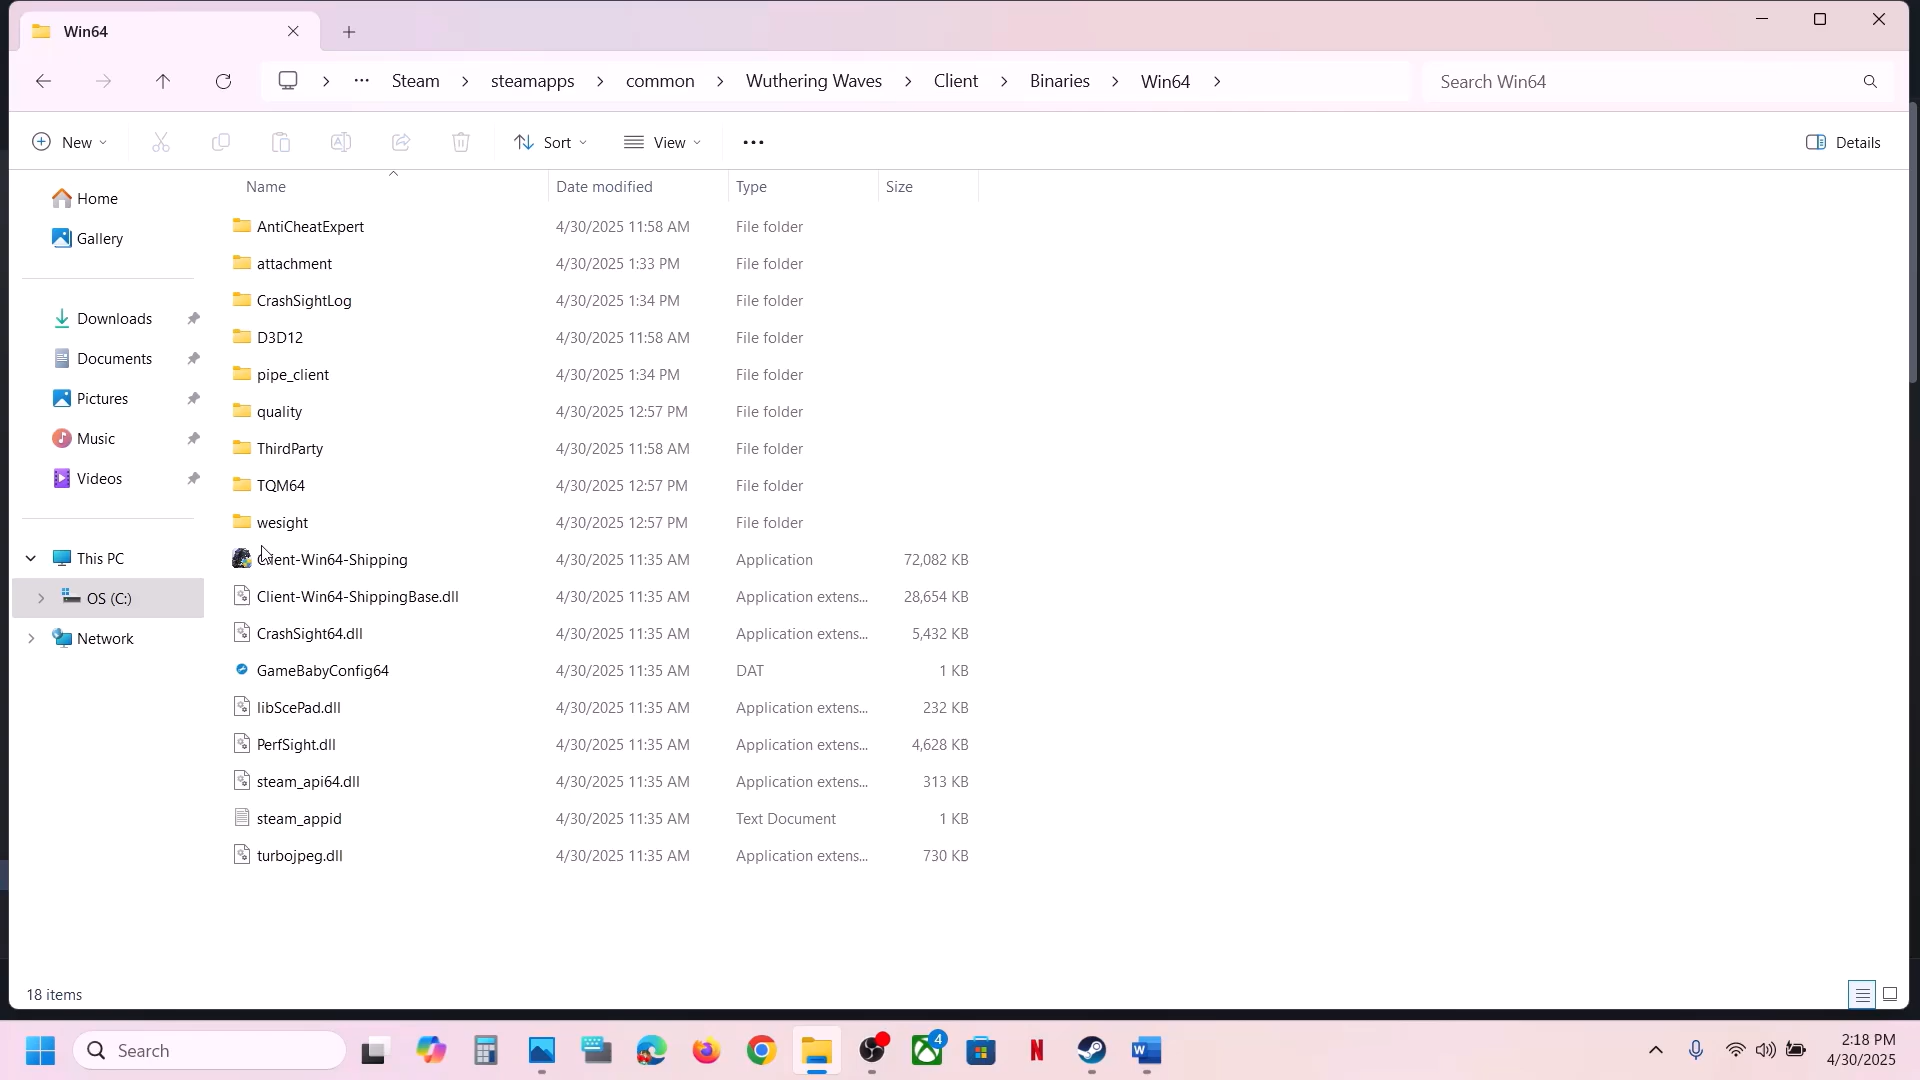 Win64
Steam > steamapps > common > Wuthering Waves > Client > Binaries > Win64 >
Search Win64
New
Sort
View
Details
Name Date modified Type Size
Home
Gallery
Downloads
Documents
Pictures
Music
Videos
This PC
OS (C:)
Network
AntiCheatExpert 4/30/2025 11:58 AM File folder
attachment 4/30/2025 1:33 PM File folder
CrashSightLog 4/30/2025 1:34 PM File folder
D3D12 4/30/2025 11:58 AM File folder
pipe_client 4/30/2025 1:34 PM File folder
quality 4/30/2025 12:57 PM File folder
ThirdParty 4/30/2025 11:58 AM File folder
TQM64 4/30/2025 12:57 PM File folder
wesight 4/30/2025 12:57 PM File folder
Client-Win64-Shipping 4/30/2025 11:35 AM Application 72,082 KB
Client-Win64-ShippingBase.dll 4/30/2025 11:35 AM Application extens... 28,654 KB
CrashSight64.dll 4/30/2025 11:35 AM Application extens... 5,432 KB
GameBabyConfig64 4/30/2025 11:35 AM DAT 1 KB
libScePad.dll 4/30/2025 11:35 AM Application extens... 232 KB
PerfSight.dll 4/30/2025 11:35 AM Application extens... 4,628 KB
steam_api64.dll 4/30/2025 11:35 AM Application extens... 313 KB
steam_appid 4/30/2025 11:35 AM Text Document 1 KB
turbojpeg.dll 4/30/2025 11:35 AM Application extens... 730 KB
18 items
Search
4
2:18 PM
4/30/2025